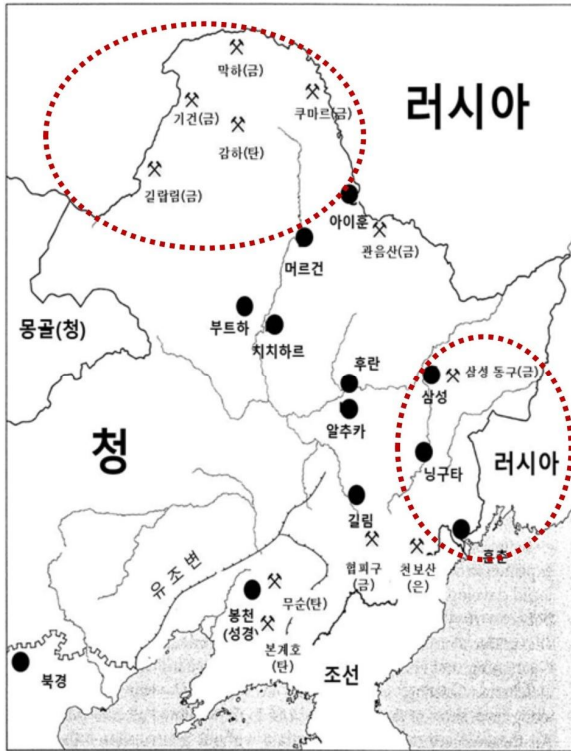 막하(금)
러시아
기건(금)
쿠마르(금)
감하(탄)
길랍림(금)
아이훈
관음산(금)
머르건
몽골(청)
부트하
치치하르
후란
삼성 동구(금)
삼성
알추카
청
닝구타
러시아
길림
훈춘
협피구
(금)
천보산
(은)
유조변
무순(탄)
봉천
(성경)
본계호
(탄)
조선
북경